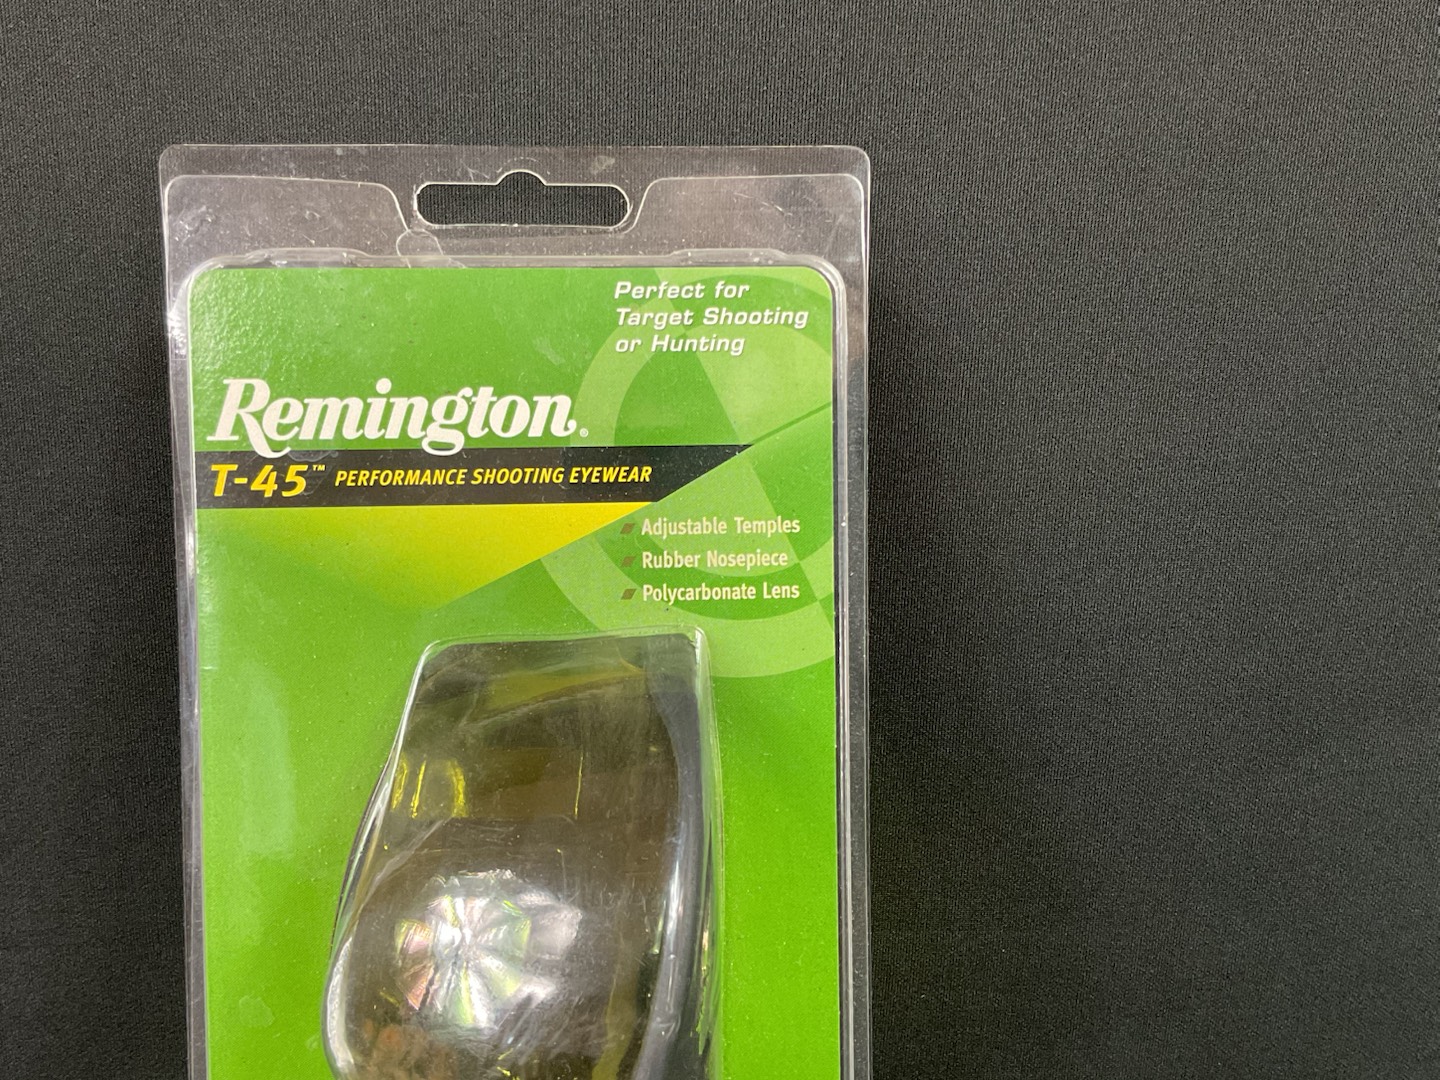 Perfect for
Target Shooting
or Hunting
Remington®
T-45™ PERFORMANCE SHOOTING EYEWEAR
Adjustable Temples
Rubber Nosepiece
Polycarbonate Lens